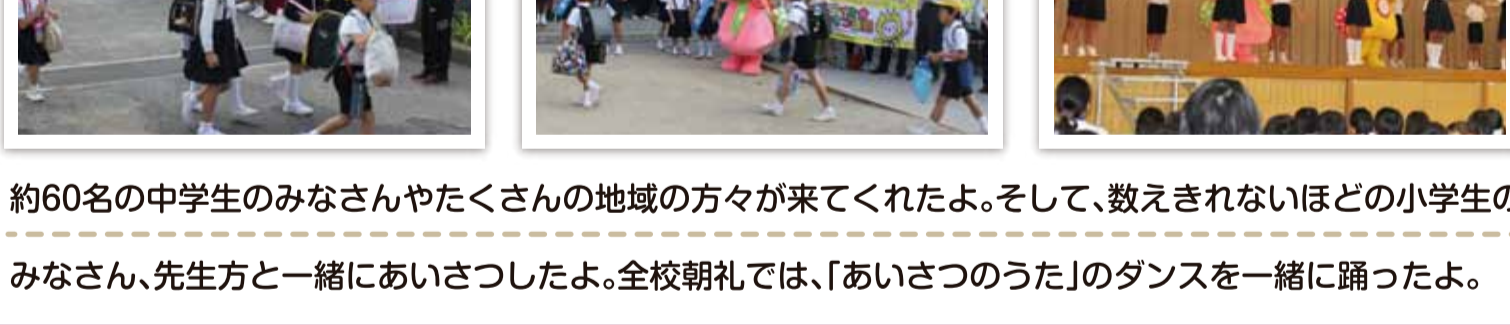 約60名の中学生のみなさんやたくさんの地域の方々が来てくれたよ。そして、数えきれないほどの小学生の
みなさん、先生方と一緒にあいさつしたよ。全校朝礼では、「あいさつのうた」のダンスを一緒に踊ったよ。